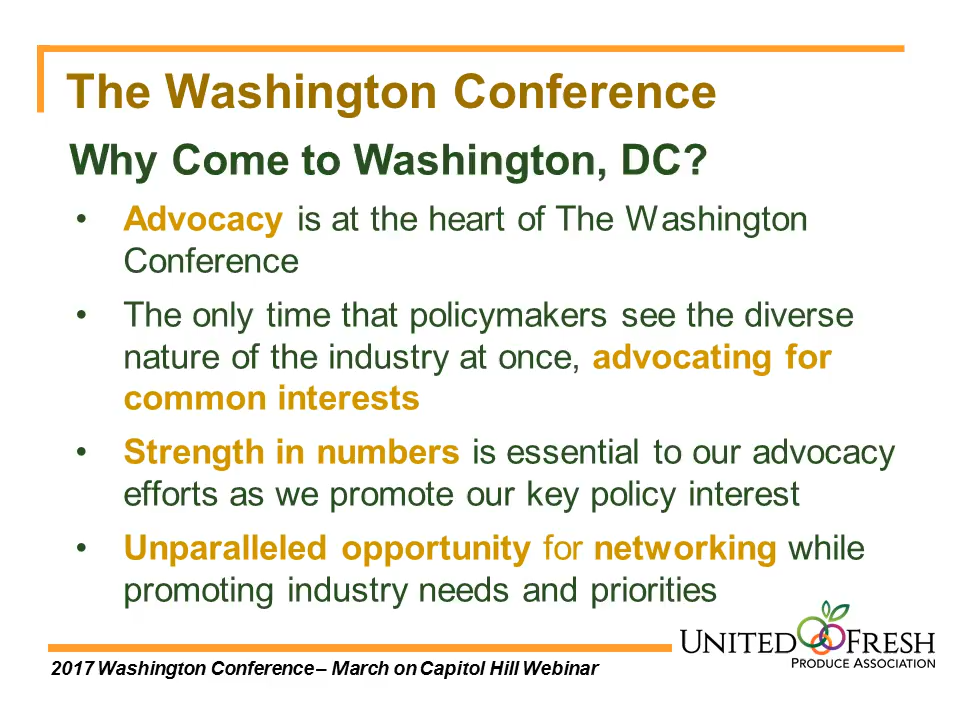 The Washington Conference
Why Come to Washington, DC?
• Advocacy is at the heart of The Washington
Conference
• The only time that policymakers see the diverse
nature of the industry at once, advocating for
common interests
• Strength in numbers is essential to our advocacy
efforts as we promote our key policy interest
• Unparalleled opportunity for networking while
promoting industry needs and priorities
UNITED FRESH
PRODUCE ASSOCIATION
2017 Washington Conference – March on Capitol Hill Webinar